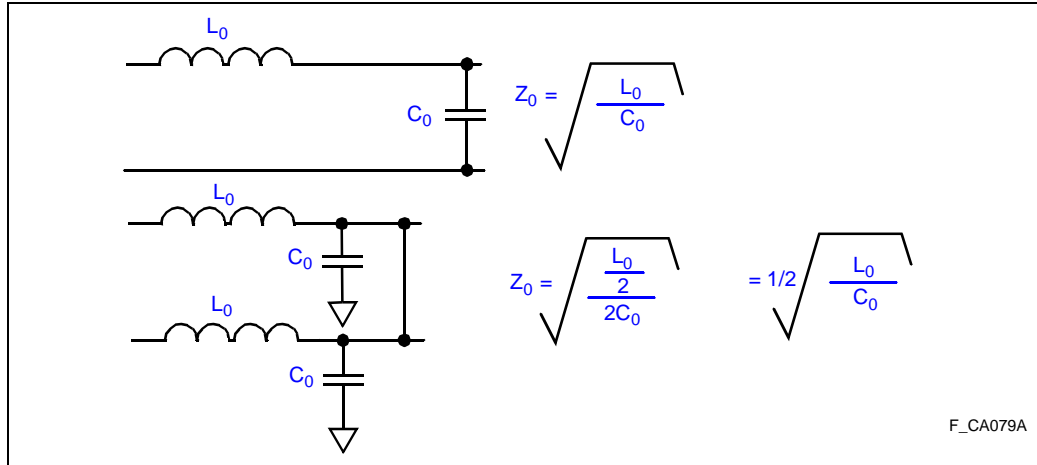 L₀
C₀
Z₀ = √(L₀/C₀)
L₀
C₀
L₀
C₀
Z₀ = √((L₀/2)/(2C₀)) = 1/2 √(L₀/C₀)
F_CA079A